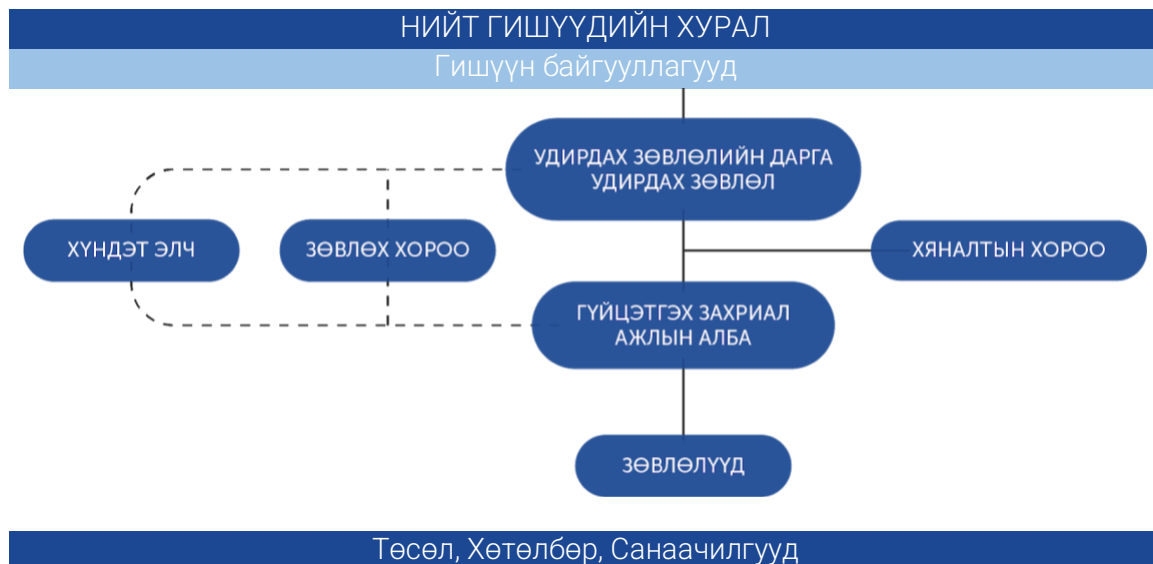 НИЙТ ГИШҮҮДИЙН ХУРАЛ
Гишүүн байгууллагууд
УДИРДАХ ЗӨВЛӨЛИЙН ДАРГА
УДИРДАХ ЗӨВЛӨЛ
ХҮНДЭТ ЭЛЧ
ЗӨВЛӨХ ХОРОО
ХЯНАЛТЫН ХОРОО
ГҮЙЦЭТГЭХ ЗАХРИАЛ
АЖЛЫН АЛБА
ЗӨВЛӨЛҮҮД
Төсөл, Хөтөлбөр, Санаачилгууд